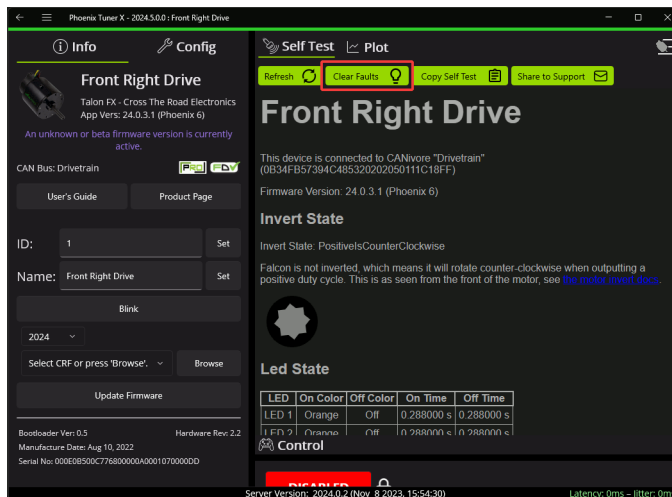 Phoenix Tuner X - 2024.5.0.0 : Front Right Drive
Info
Config
Front Right Drive
Talon FX - Cross The Road Electronics
App Vers: 24.0.3.1 (Phoenix 6)
An unknown or beta firmware version is currently
active.
CAN Bus: Drivetrain
PRO
FDV
User's Guide
Product Page
ID:
1
Set
Name:
Front Right Drive
Set
Blink
2024
Select CRF or press 'Browse'.
Browse
Update Firmware
Bootloader Ver: 0.5
Hardware Rev: 2.2
Manufacture Date: Aug 10, 2022
Serial No: 000E0B500C776800000A0001070000DD
Self Test
Plot
Refresh
Clear Faults
Copy Self Test
Share to Support
Front Right Drive
This device is connected to CANivore "Drivetrain"
(0B34FB57394C485320202050111C18FF)
Firmware Version: 24.0.3.1 (Phoenix 6)
Invert State
Invert State: PositiveIsCounterClockwise
Falcon is not inverted, which means it will rotate counter-clockwise when outputting a
positive duty cycle. This is as seen from the front of the motor, see
Led State
LED On Color Off Color On Time Off Time
LED 1 Orange Off 0.288000 s 0.288000 s
LED 2 Orange Off 0.288000 s 0.288000 s
Control
DISABLED
Server Version: 2024.0.2 (Nov 8 2023, 15:54:30)
Latency: 0ms – Jitter: 0ms